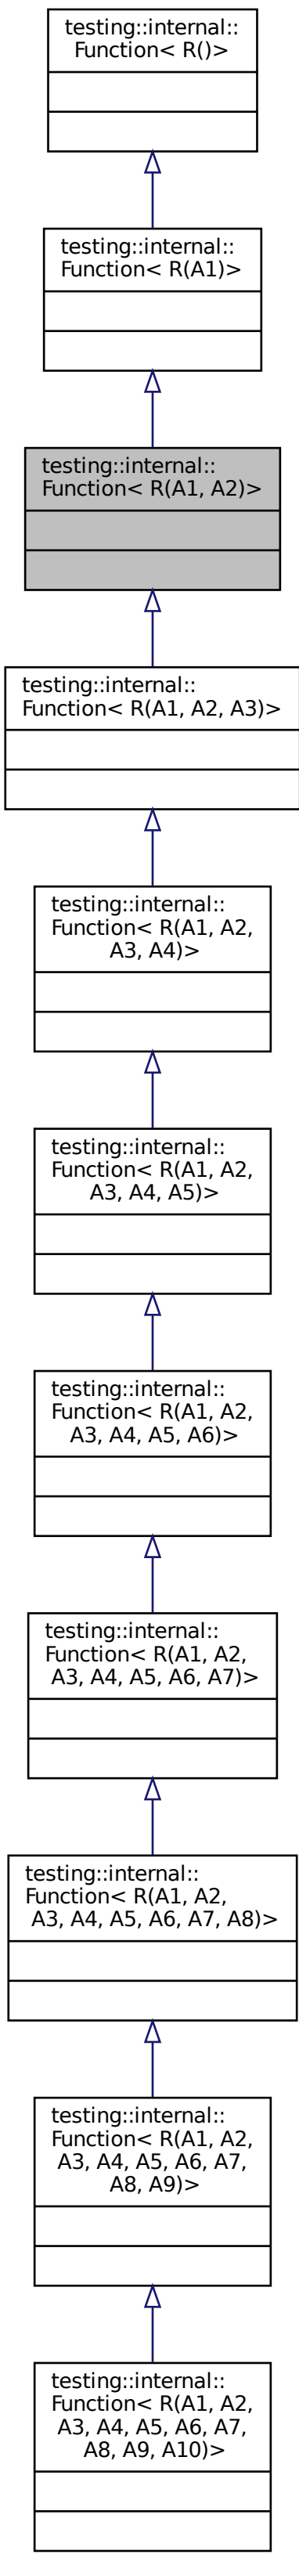 testing::internal::
Function< R()>
testing::internal::
Function< R(A1)>
testing::internal::
Function< R(A1, A2)>
testing::internal::
Function< R(A1, A2, A3)>
testing::internal::
Function< R(A1, A2,
A3, A4)>
testing::internal::
Function< R(A1, A2,
A3, A4, A5)>
testing::internal::
Function< R(A1, A2,
A3, A4, A5, A6)>
testing::internal::
Function< R(A1, A2,
A3, A4, A5, A6, A7)>
testing::internal::
Function< R(A1, A2,
A3, A4, A5, A6, A7, A8)>
testing::internal::
Function< R(A1, A2,
A3, A4, A5, A6, A7,
A8, A9)>
testing::internal::
Function< R(A1, A2,
A3, A4, A5, A6, A7,
A8, A9, A10)>